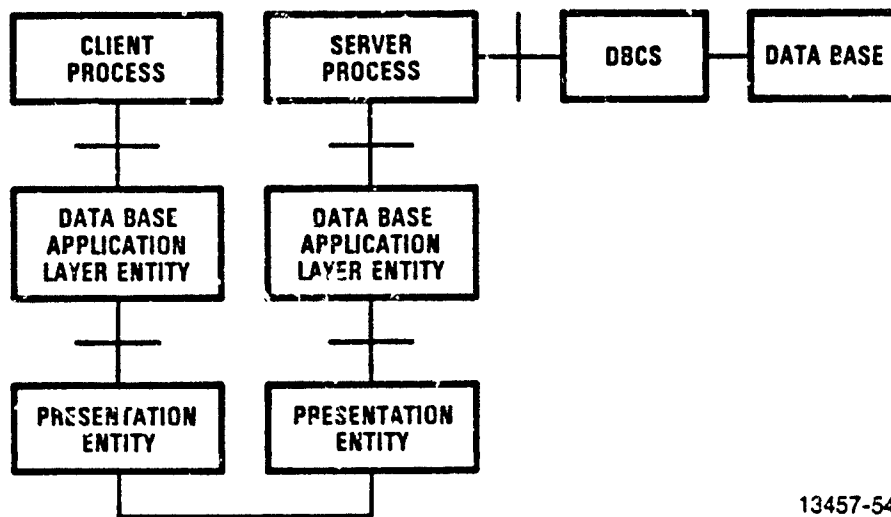 CLIENT
PROCESS
SERVER
PROCESS
DBCS
DATA BASE
DATA BASE
APPLICATION
LAYER ENTITY
DATA BASE
APPLICATION
LAYER ENTITY
PRESENTATION
ENTITY
PRESENTATION
ENTITY
13457-54